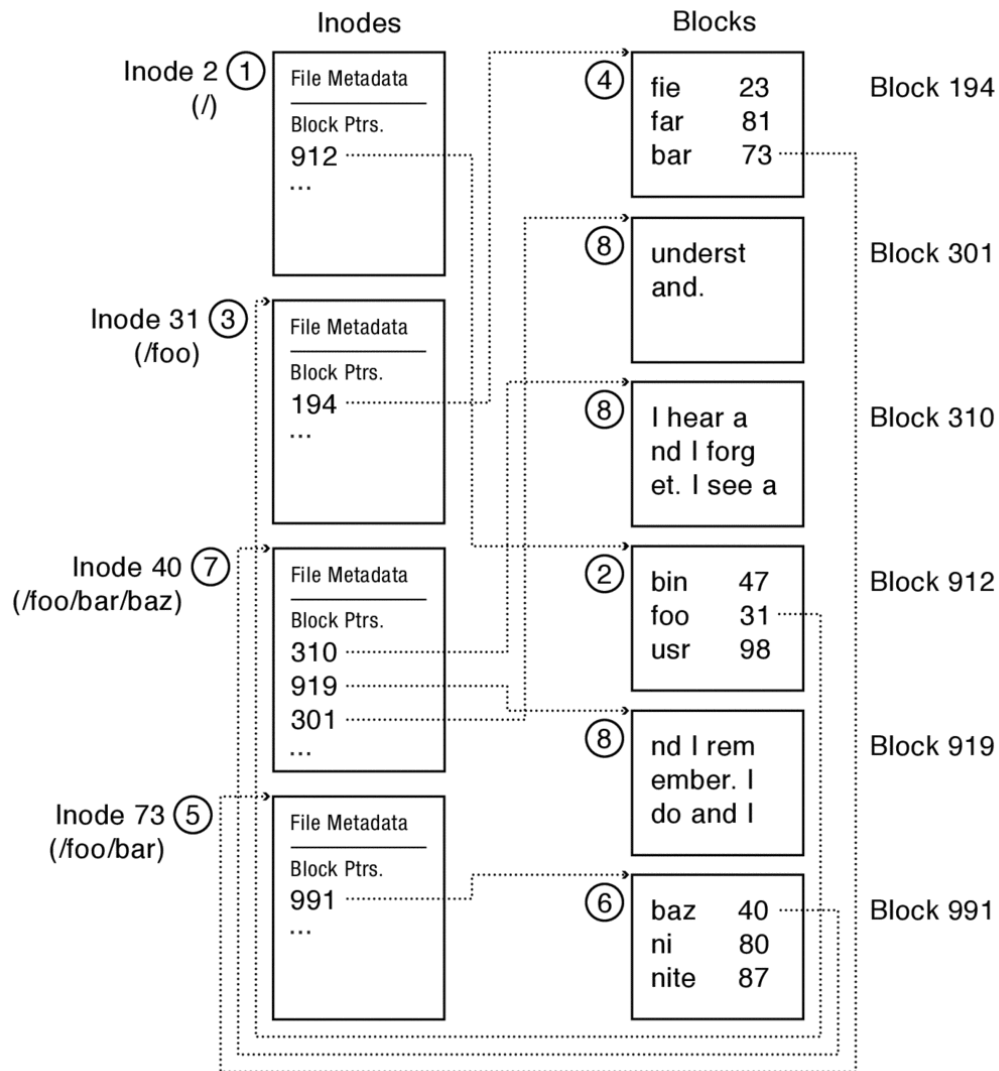 Inodes
Blocks
Inode 2 ①
(/)
File Metadata
Block Ptrs.
912
...
④
fie 23
far 81
bar 73
Block 194
⑧
underst
and.
Block 301
Inode 31 ③
(/foo)
File Metadata
Block Ptrs.
194
...
⑧
I hear a
nd I forg
et. I see a
Block 310
Inode 40 ⑦
(/foo/bar/baz)
File Metadata
Block Ptrs.
310
919
301
...
②
bin 47
foo 31
usr 98
Block 912
⑧
nd I rem
ember. I
do and I
Block 919
Inode 73 ⑤
(/foo/bar)
File Metadata
Block Ptrs.
991
...
⑥
baz 40
ni 80
nite 87
Block 991